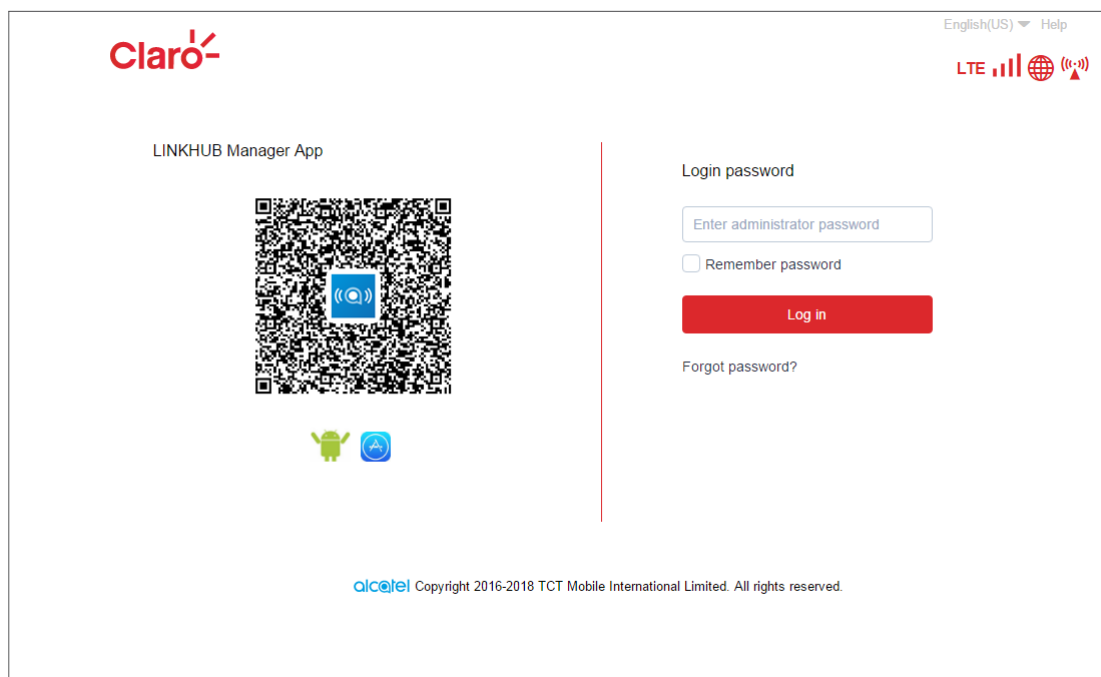 English(US) Help
Claro
LTE
LINKHUB Manager App
Login password
Enter administrator password
Remember password
Log in
Forgot password?
alcatel Copyright 2016-2018 TCT Mobile International Limited. All rights reserved.